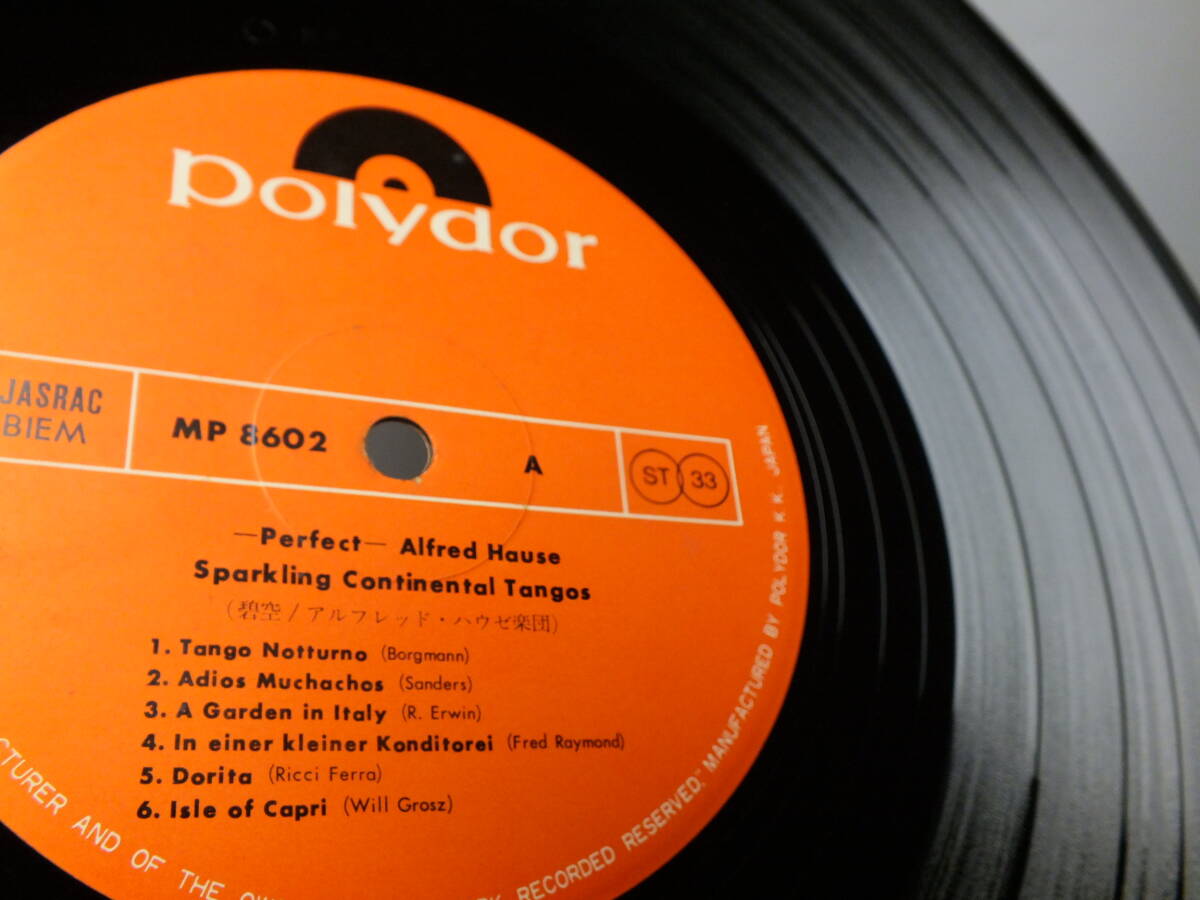 polydor
JASRAC
BIEM
MP 8602
A
ST 33
—Perfect— Alfred Hause
Sparkling Continental Tangos
(碧空/アルフレッド・ハウゼ楽団)
1. Tango Notturno (Borgmann)
2. Adios Muchachos (Sanders)
3. A Garden in Italy (R. Erwin)
4. In einer kleiner Konditorei (Fred Raymond)
5. Dorita (Ricci Ferra)
6. Isle of Capri (Will Grosz)
AND OF THE
RECORDED RESERVED." MANUFACTURED BY POLYDOR K. K. JAPAN